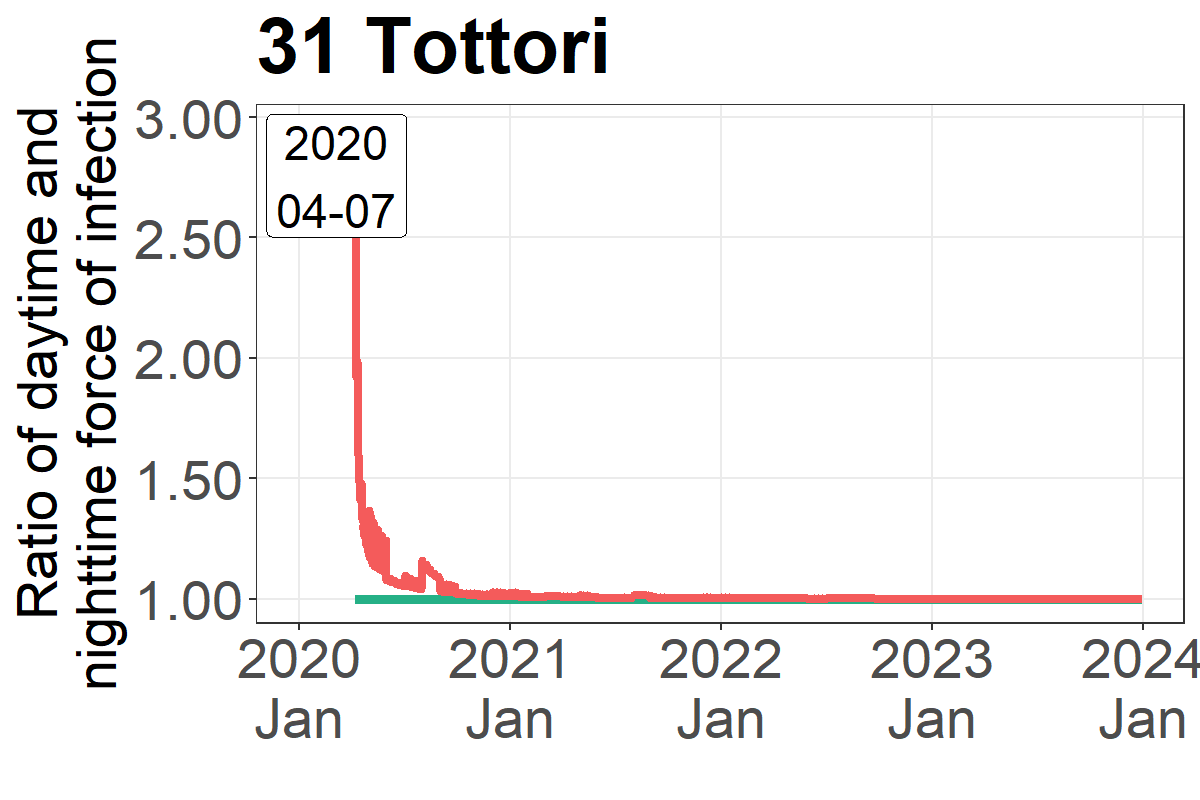 31 Tottori
Ratio of daytime and
nighttime force of infection
3.00
2.50
2.00
1.50
1.00
2020
04-07
2020
Jan
2021
Jan
2022
Jan
2023
Jan
2024
Jan